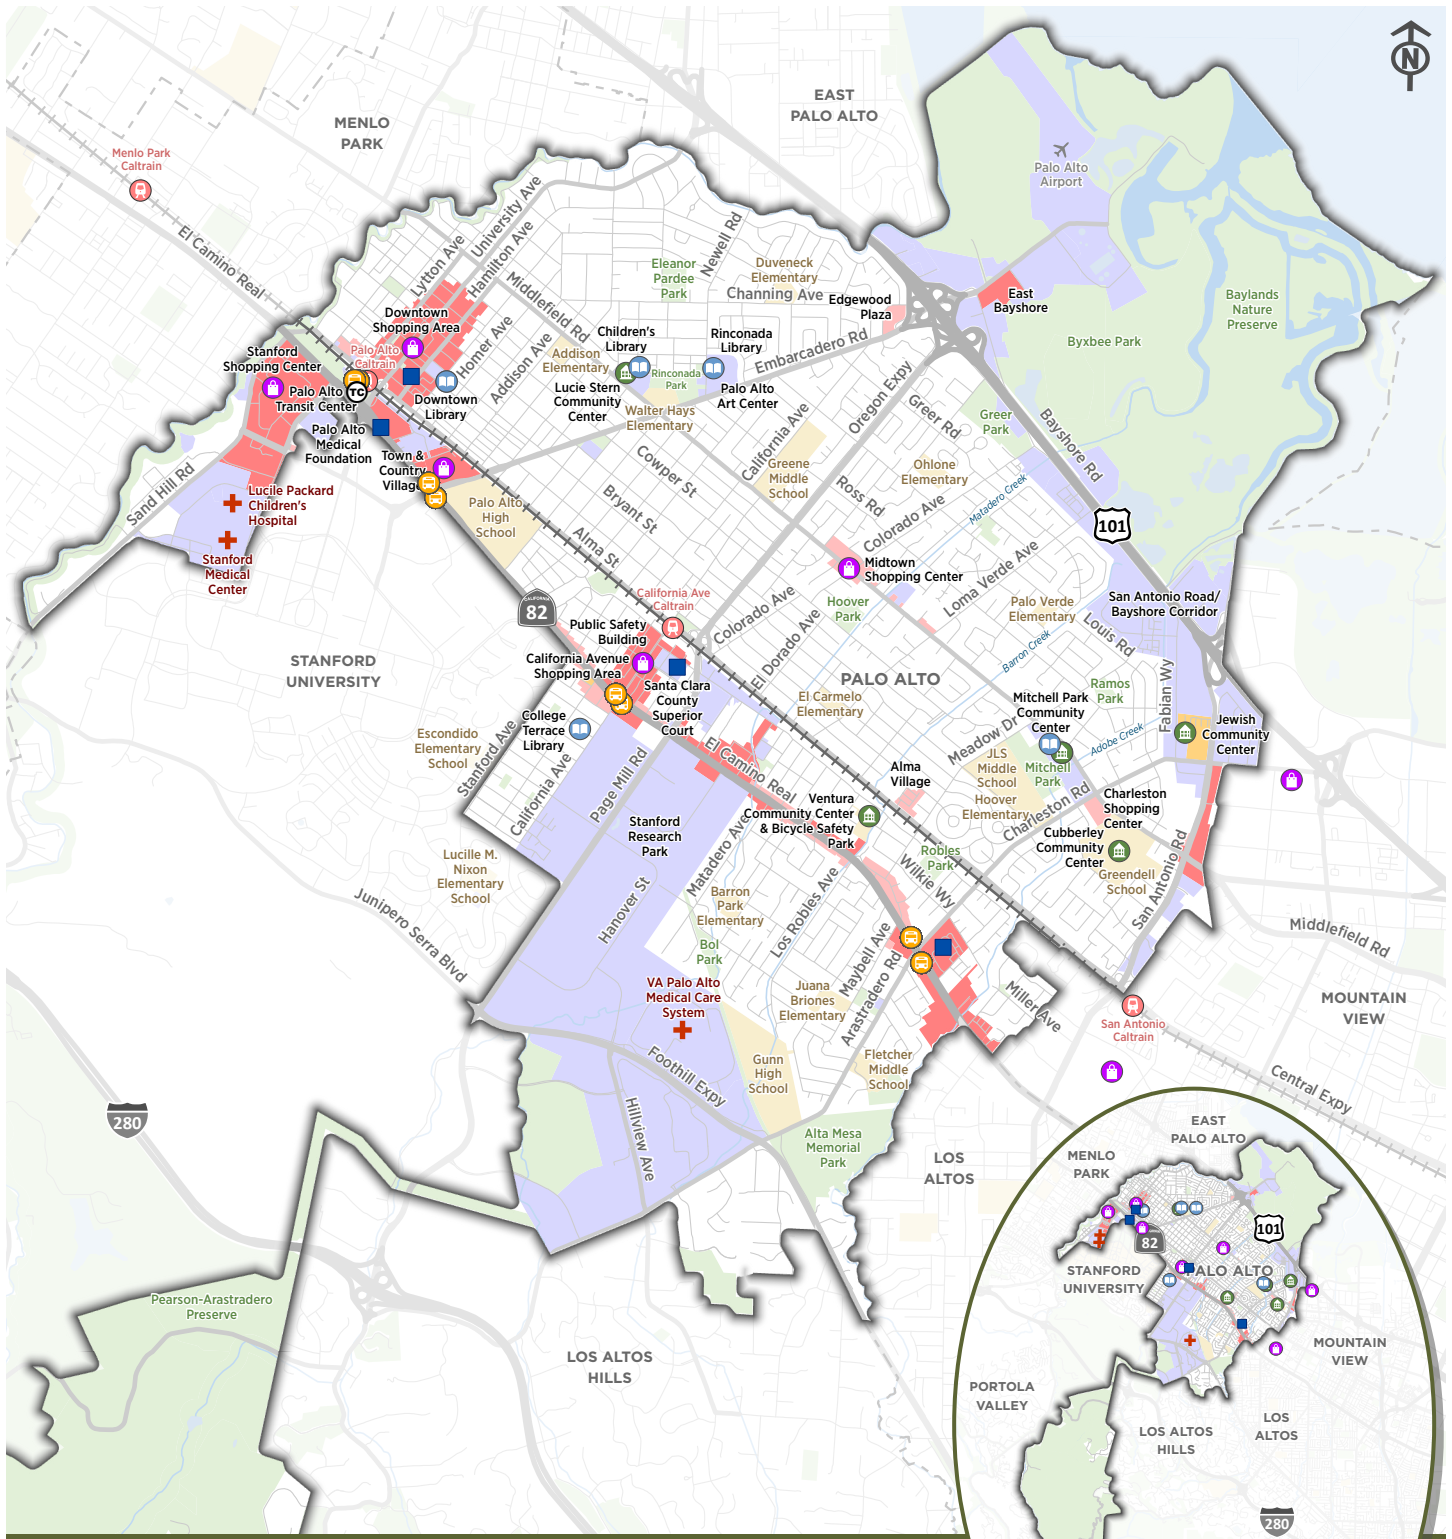 N
EAST
PALO ALTO
MENLO
PARK
Menlo Park
Caltrain
Palo Alto
Airport
El Camino Real
University Ave
Lytton Ave
Hamilton Ave
Newell Rd
Middlefield Rd
Eleanor
Pardee
Park
Duveneck
Elementary
Channing Ave
Edgewood
Plaza
East
Bayshore
Baylands
Nature
Preserve
Byxbee Park
Downtown
Shopping Area
Homer Ave
Addison Ave
Children's
Library
Rinconada
Library
Embarcadero Rd
Stanford
Shopping Center
Palo Alto
Caltrain
Addison
Elementary
Rinconada
Park
TC
Palo Alto
Transit Center
Downtown
Library
Lucie Stern
Community
Center
Palo Alto
Art Center
Walter Hays
Elementary
Oregon Expy
Greer Rd
Greer
Park
Bayshore Rd
Palo Alto
Medical
Foundation
Town &
Country
Village
California Ave
Cowper St
Greene
Middle
School
Ohlone
Elementary
Ross Rd
Colorado Ave
Matadero Creek
Sand Hill Rd
Lucile Packard
Children's
Hospital
Palo Alto
High
School
Bryant St
Alma St
101
Stanford
Medical
Center
Midtown
Shopping Center
Loma Verde Ave
CALIFORNIA
82
California Ave
Caltrain
Colorado Ave
Hoover
Park
Palo Verde
Elementary
San Antonio Road/
Bayshore Corridor
Public Safety
Building
El Dorado Ave
Louis Rd
Barron Creek
STANFORD
UNIVERSITY
California Avenue
Shopping Area
PALO ALTO
Fabian Wy
Santa Clara
County
Superior
Court
El Carmelo
Elementary
Ramos
Park
Mitchell Park
Community
Center
College
Terrace
Library
Escondido
Elementary
School
Stanford Ave
California Ave
Page Mill Rd
El Camino Real
Meadow Dr
Adobe Creek
Jewish
Community
Center
JLS
Middle
School
Mitchell
Park
Alma
Village
Hoover
Elementary
Charleston Rd
Charleston
Shopping
Center
Ventura
Community Center
& Bicycle Safety
Park
Stanford
Research
Park
Matadero Ave
Cubberley
Community
Center
Robles
Park
Wilkie Wy
Greendell
School
San Antonio Rd
Lucille M.
Nixon
Elementary
School
Hanover St
Barron
Park
Elementary
Los Robles Ave
Junipero Serra Blvd
Bol
Park
Maybell Ave
Arastradero Rd
Middlefield Rd
VA Palo Alto
Medical Care
System
Juana
Briones
Elementary
Miller Ave
MOUNTAIN
VIEW
San Antonio
Caltrain
Foothill Expy
Gunn
High
School
Fletcher
Middle
School
Central Expy
280
Hillview Ave
Alta Mesa
Memorial
Park
LOS
ALTOS
Pearson-Arastradero
Preserve
LOS ALTOS
HILLS
EAST
PALO ALTO
MENLO
PARK
101
82
STANFORD
UNIVERSITY
PALO ALTO
MOUNTAIN
VIEW
PORTOLA
VALLEY
LOS ALTOS
HILLS
LOS
ALTOS
280